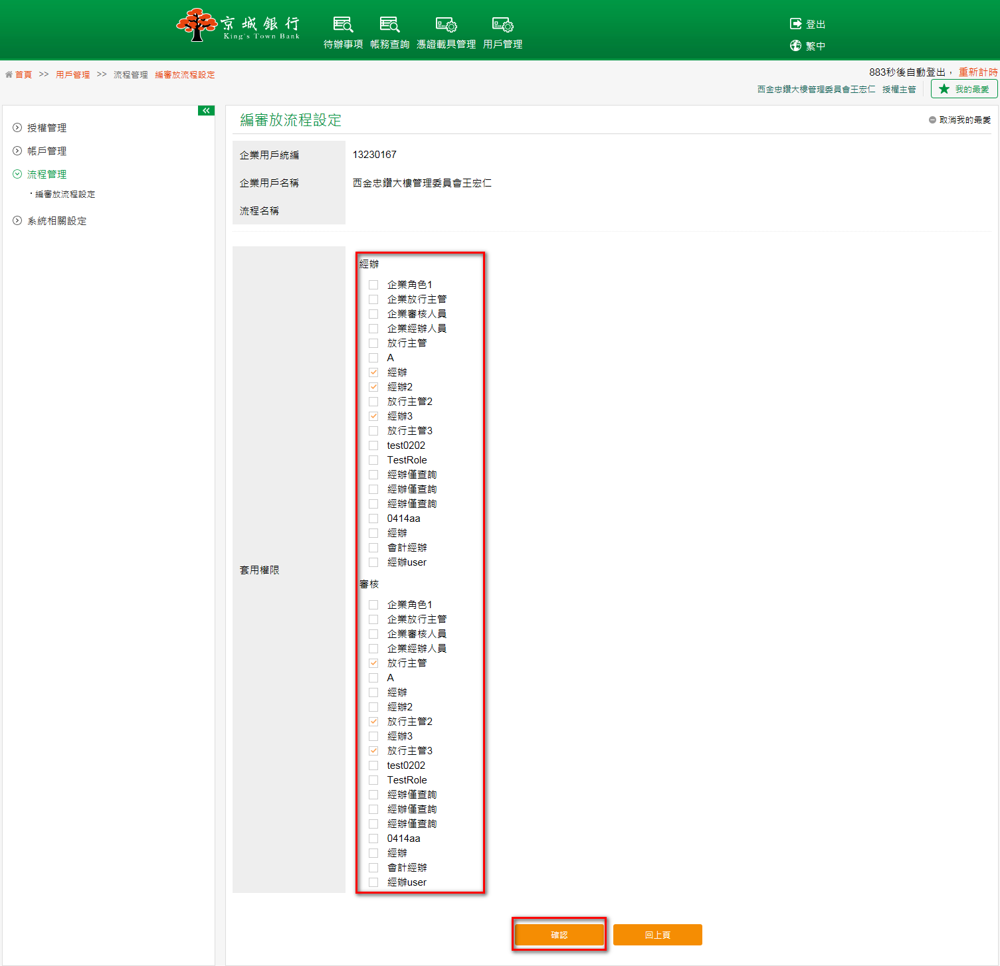 京城銀行
King's Town Bank
待辦事項 帳務查詢 憑證載具管理 用戶管理
登出
繁中
首頁 >> 用戶管理 >> 流程管理 編審放流程設定
883秒後自動登出， 重新計時
西金忠鑽大樓管理委員會王宏仁 授權主管 我的最愛
授權管理
帳戶管理
流程管理
·編審放流程設定
系統相關設定
編審放流程設定
取消我的最愛
企業用戶統編 13230167
企業用戶名稱 西金忠鑽大樓管理委員會王宏仁
流程名稱
套用權限
經辦
企業角色1
企業放行主管
企業審核人員
企業經辦人員
放行主管
A
經辦
經辦2
放行主管2
經辦3
放行主管3
test0202
TestRole
經辦僅查詢
經辦僅查詢
經辦僅查詢
0414aa
經辦
會計經辦
經辦user
審核
企業角色1
企業放行主管
企業審核人員
企業經辦人員
放行主管
A
經辦
經辦2
放行主管2
經辦3
放行主管3
test0202
TestRole
經辦僅查詢
經辦僅查詢
經辦僅查詢
0414aa
經辦
會計經辦
經辦user
確認 回上頁